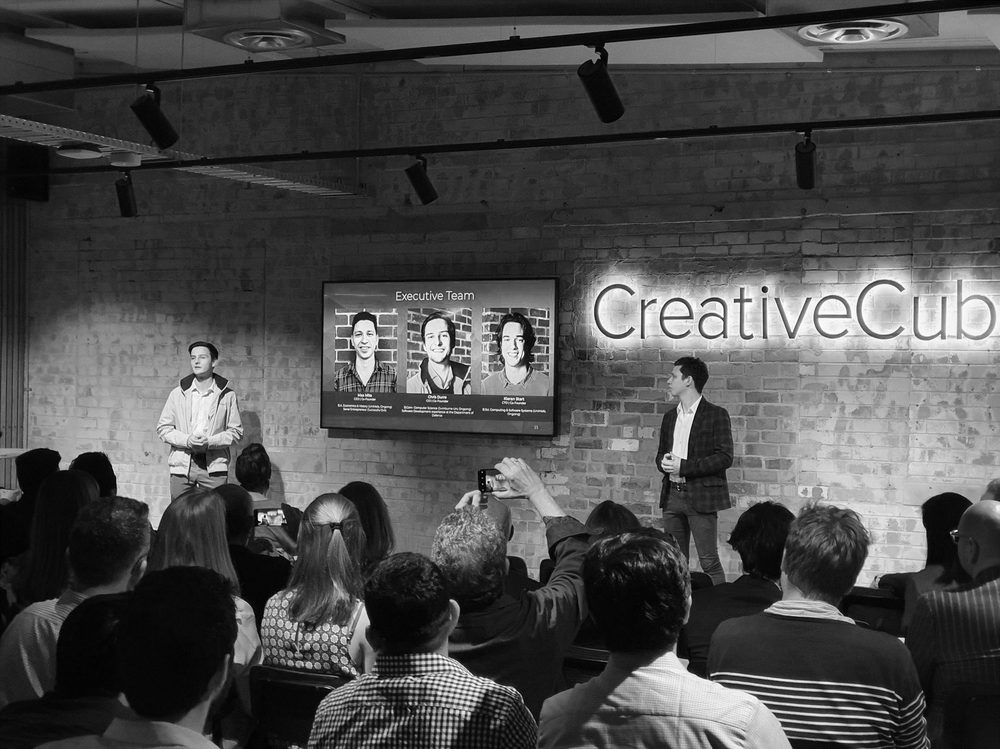 Executive Team
Max Mito
CEO | Co-Founder
B.A. Economics & History (UniMelb, Ongoing)
Serial Entrepreneur (Successful Exit)
Chris Durre
CIO | Co-Founder
B.Com- Computer Science (Swinburne Uni, Ongoing)
Software Development experience at the Department of
Defence
Kieran Start
CTO | Co-Founder
B.Sci. Computing & Software Systems (UniMelb,
Ongoing)
15
CreativeCub